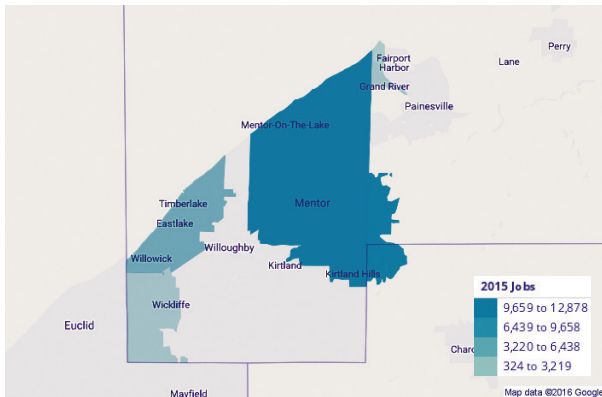 Perry
Fairport
Harbor
Lane
Grand River
Painesville
Mentor-On-The-Lake
Timberlake
Mentor
Eastlake
Willoughby
Willowick
Kirtland
Kirtland Hills
Wickliffe
Euclid
Mayfield
Charc
2015 Jobs
9,659 to 12,878
6,439 to 9,658
3,220 to 6,438
324 to 3,219
Map data ©2016 Google